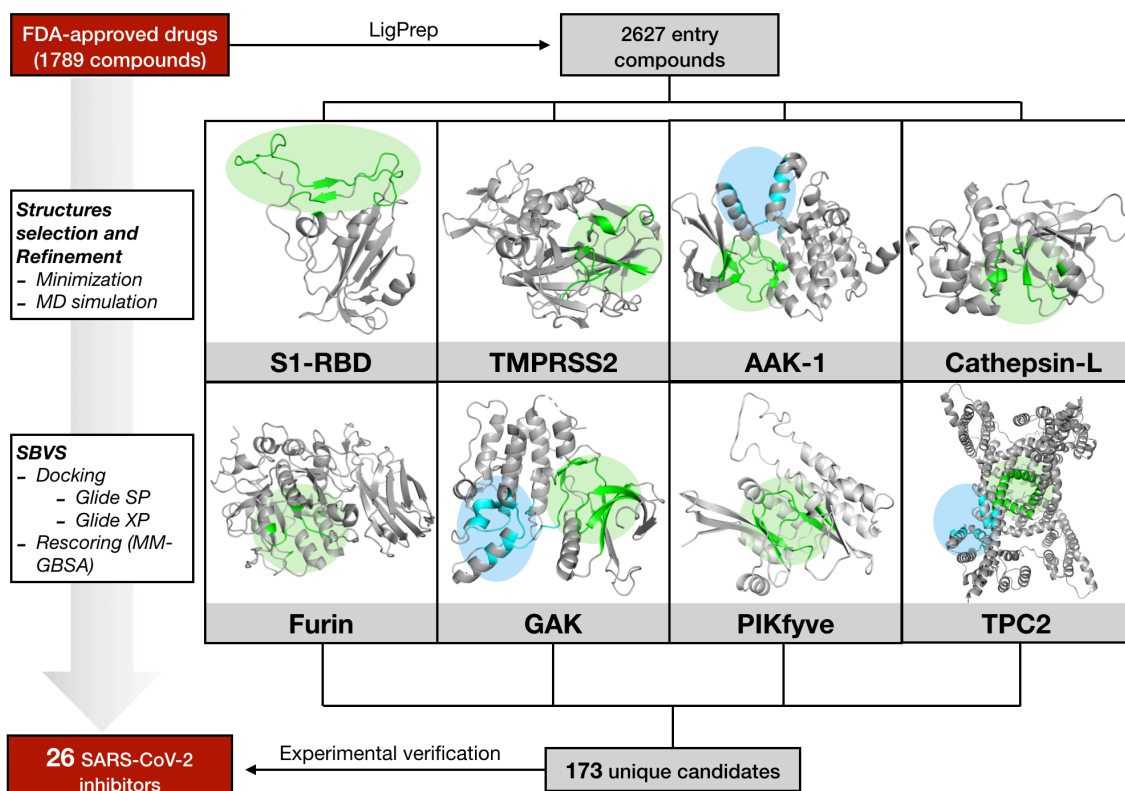 FDA-approved drugs
(1789 compounds)
LigPrep
2627 entry
compounds
Structures
selection and
Refinement
- Minimization
- MD simulation
S1-RBD
TMPRSS2
AAK-1
Cathepsin-L
SBVS
- Docking
- Glide SP
- Glide XP
- Rescoring (MM-
GBSA)
Furin
GAK
PIKfyve
TPC2
26 SARS-CoV-2
inhibitors
Experimental verification
173 unique candidates